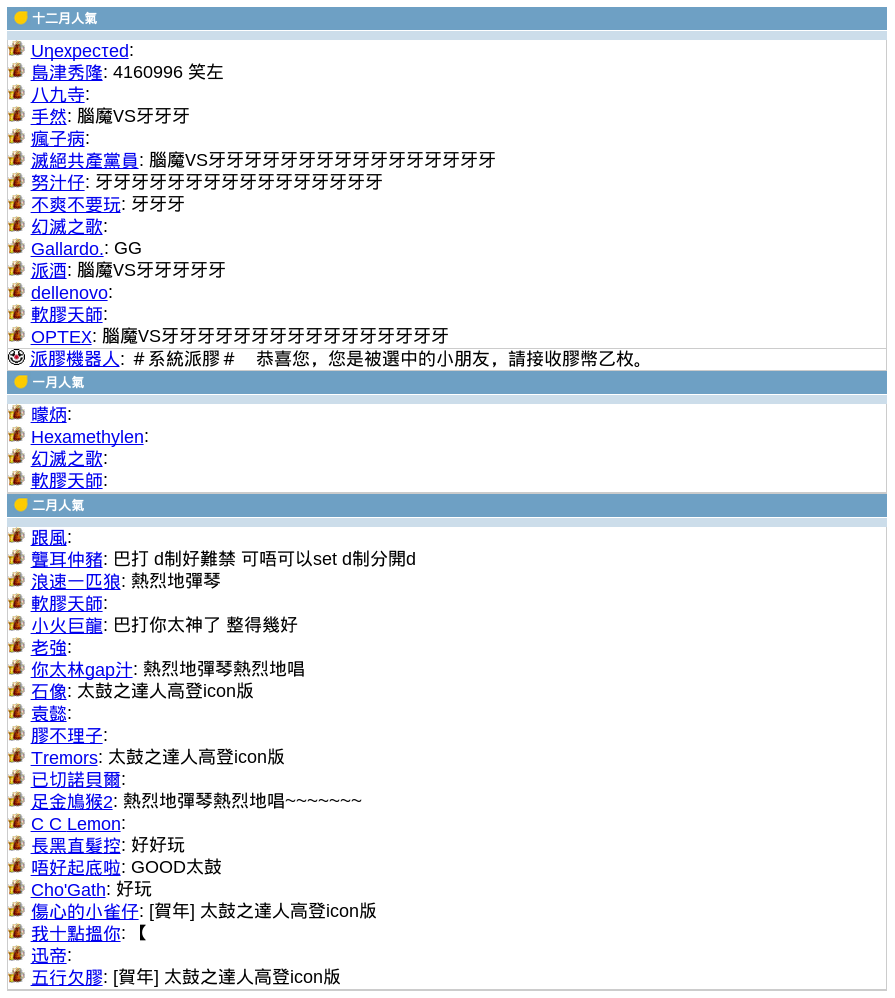 十二月人氣
Uηexpecτed:
鳥津秀隆: 4160996 笑左
八九寺:
手然: 腦魔VS牙牙牙
瘋子病:
滅絕共產黨員: 腦魔VS牙牙牙牙牙牙牙牙牙牙牙牙牙牙牙牙
努汁仔: 牙牙牙牙牙牙牙牙牙牙牙牙牙牙牙牙
不爽不要玩: 牙牙牙
幻滅之歌:
Gallardo.: GG
派酒: 腦魔VS牙牙牙牙牙
dellenovo:
軟膠天師:
OPTEX: 腦魔VS牙牙牙牙牙牙牙牙牙牙牙牙牙牙牙牙
派膠機器人: ＃系統派膠＃　恭喜您，您是被選中的小朋友，請接收膠幣乙枚。
一月人氣
曚炳:
Hexamethylen:
幻滅之歌:
軟膠天師:
二月人氣
跟風:
聾耳仲豬: 巴打 d制好難禁 可唔可以set d制分開d
浪速一匹狼: 熱烈地彈琴
軟膠天師:
小火巨龍: 巴打你太神了 整得幾好
老強:
你太林gap汁: 熱烈地彈琴熱烈地唱
石像: 太鼓之達人高登icon版
袁懿:
膠不理子:
Tremors: 太鼓之達人高登icon版
已切諾貝爾:
足金鳩猴2: 熱烈地彈琴熱烈地唱~~~~~~~
C C Lemon:
長黑直髮控: 好好玩
唔好起底啦: GOOD太鼓
Cho'Gath: 好玩
傷心的小雀仔: [賀年] 太鼓之達人高登icon版
我十點搵你: 【
迅帝:
五行欠膠: [賀年] 太鼓之達人高登icon版